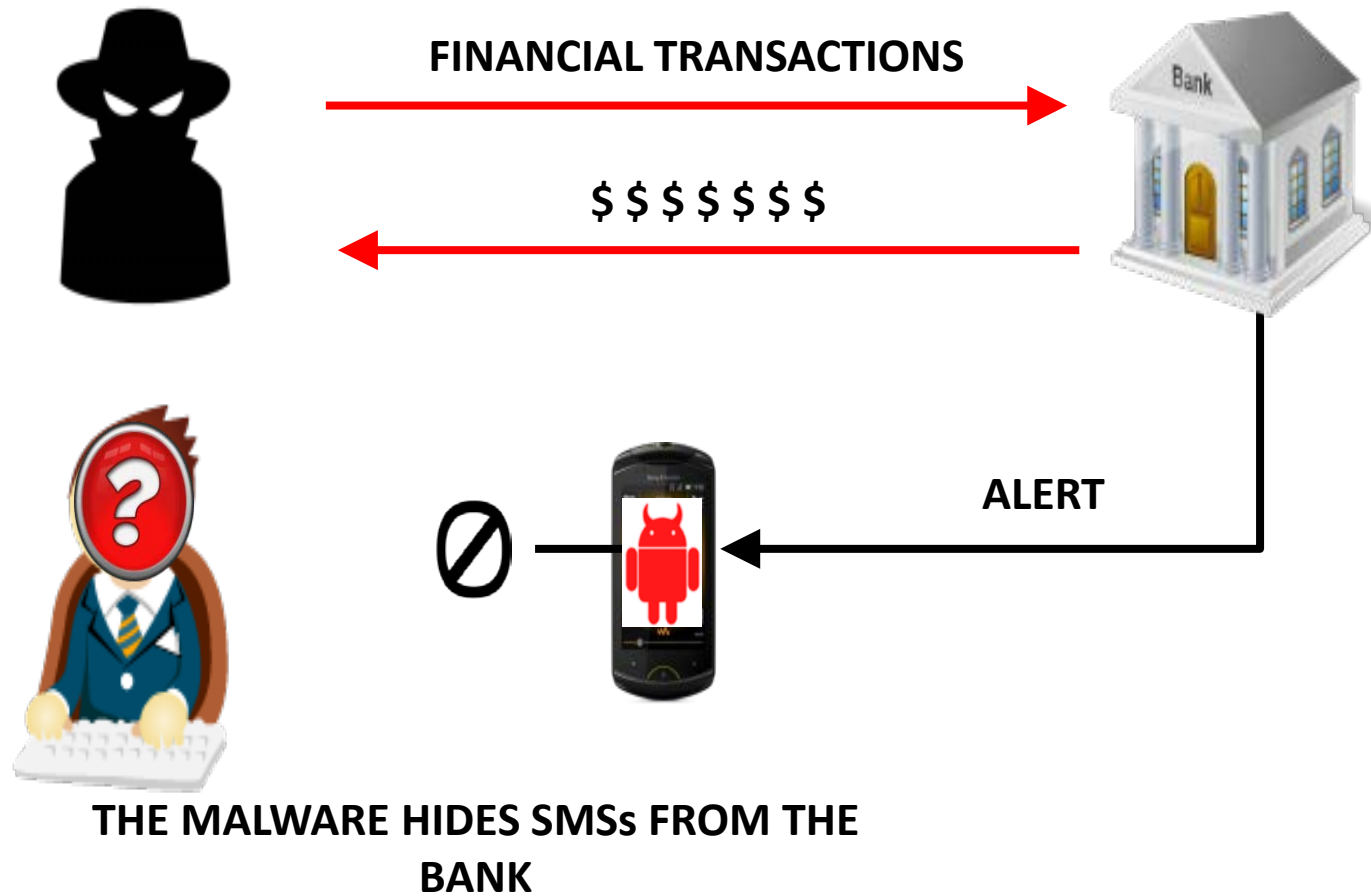 FINANCIAL TRANSACTIONS
Bank
$ $ $ $ $ $ $
?
ALERT
THE MALWARE HIDES SMSs FROM THE
BANK